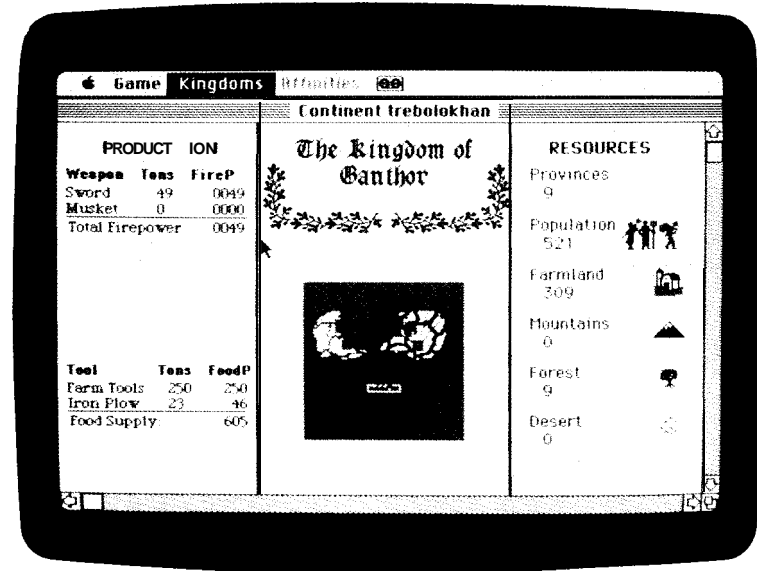 Game Kingdoms Affinities
Continent trebolokhan
PRODUCT ION
Weapon Tons FireP
Sword 49 0049
Musket 0 0000
Total Firepower 0049
Tool Tons FoodP
Farm Tools 250 250
Iron Plow 23 46
Food Supply 605
The Kingdom of
Ganthor
RESOURCES
Provinces
9
Population
521
Farmland
309
Mountains
0
Forest
9
Desert
0